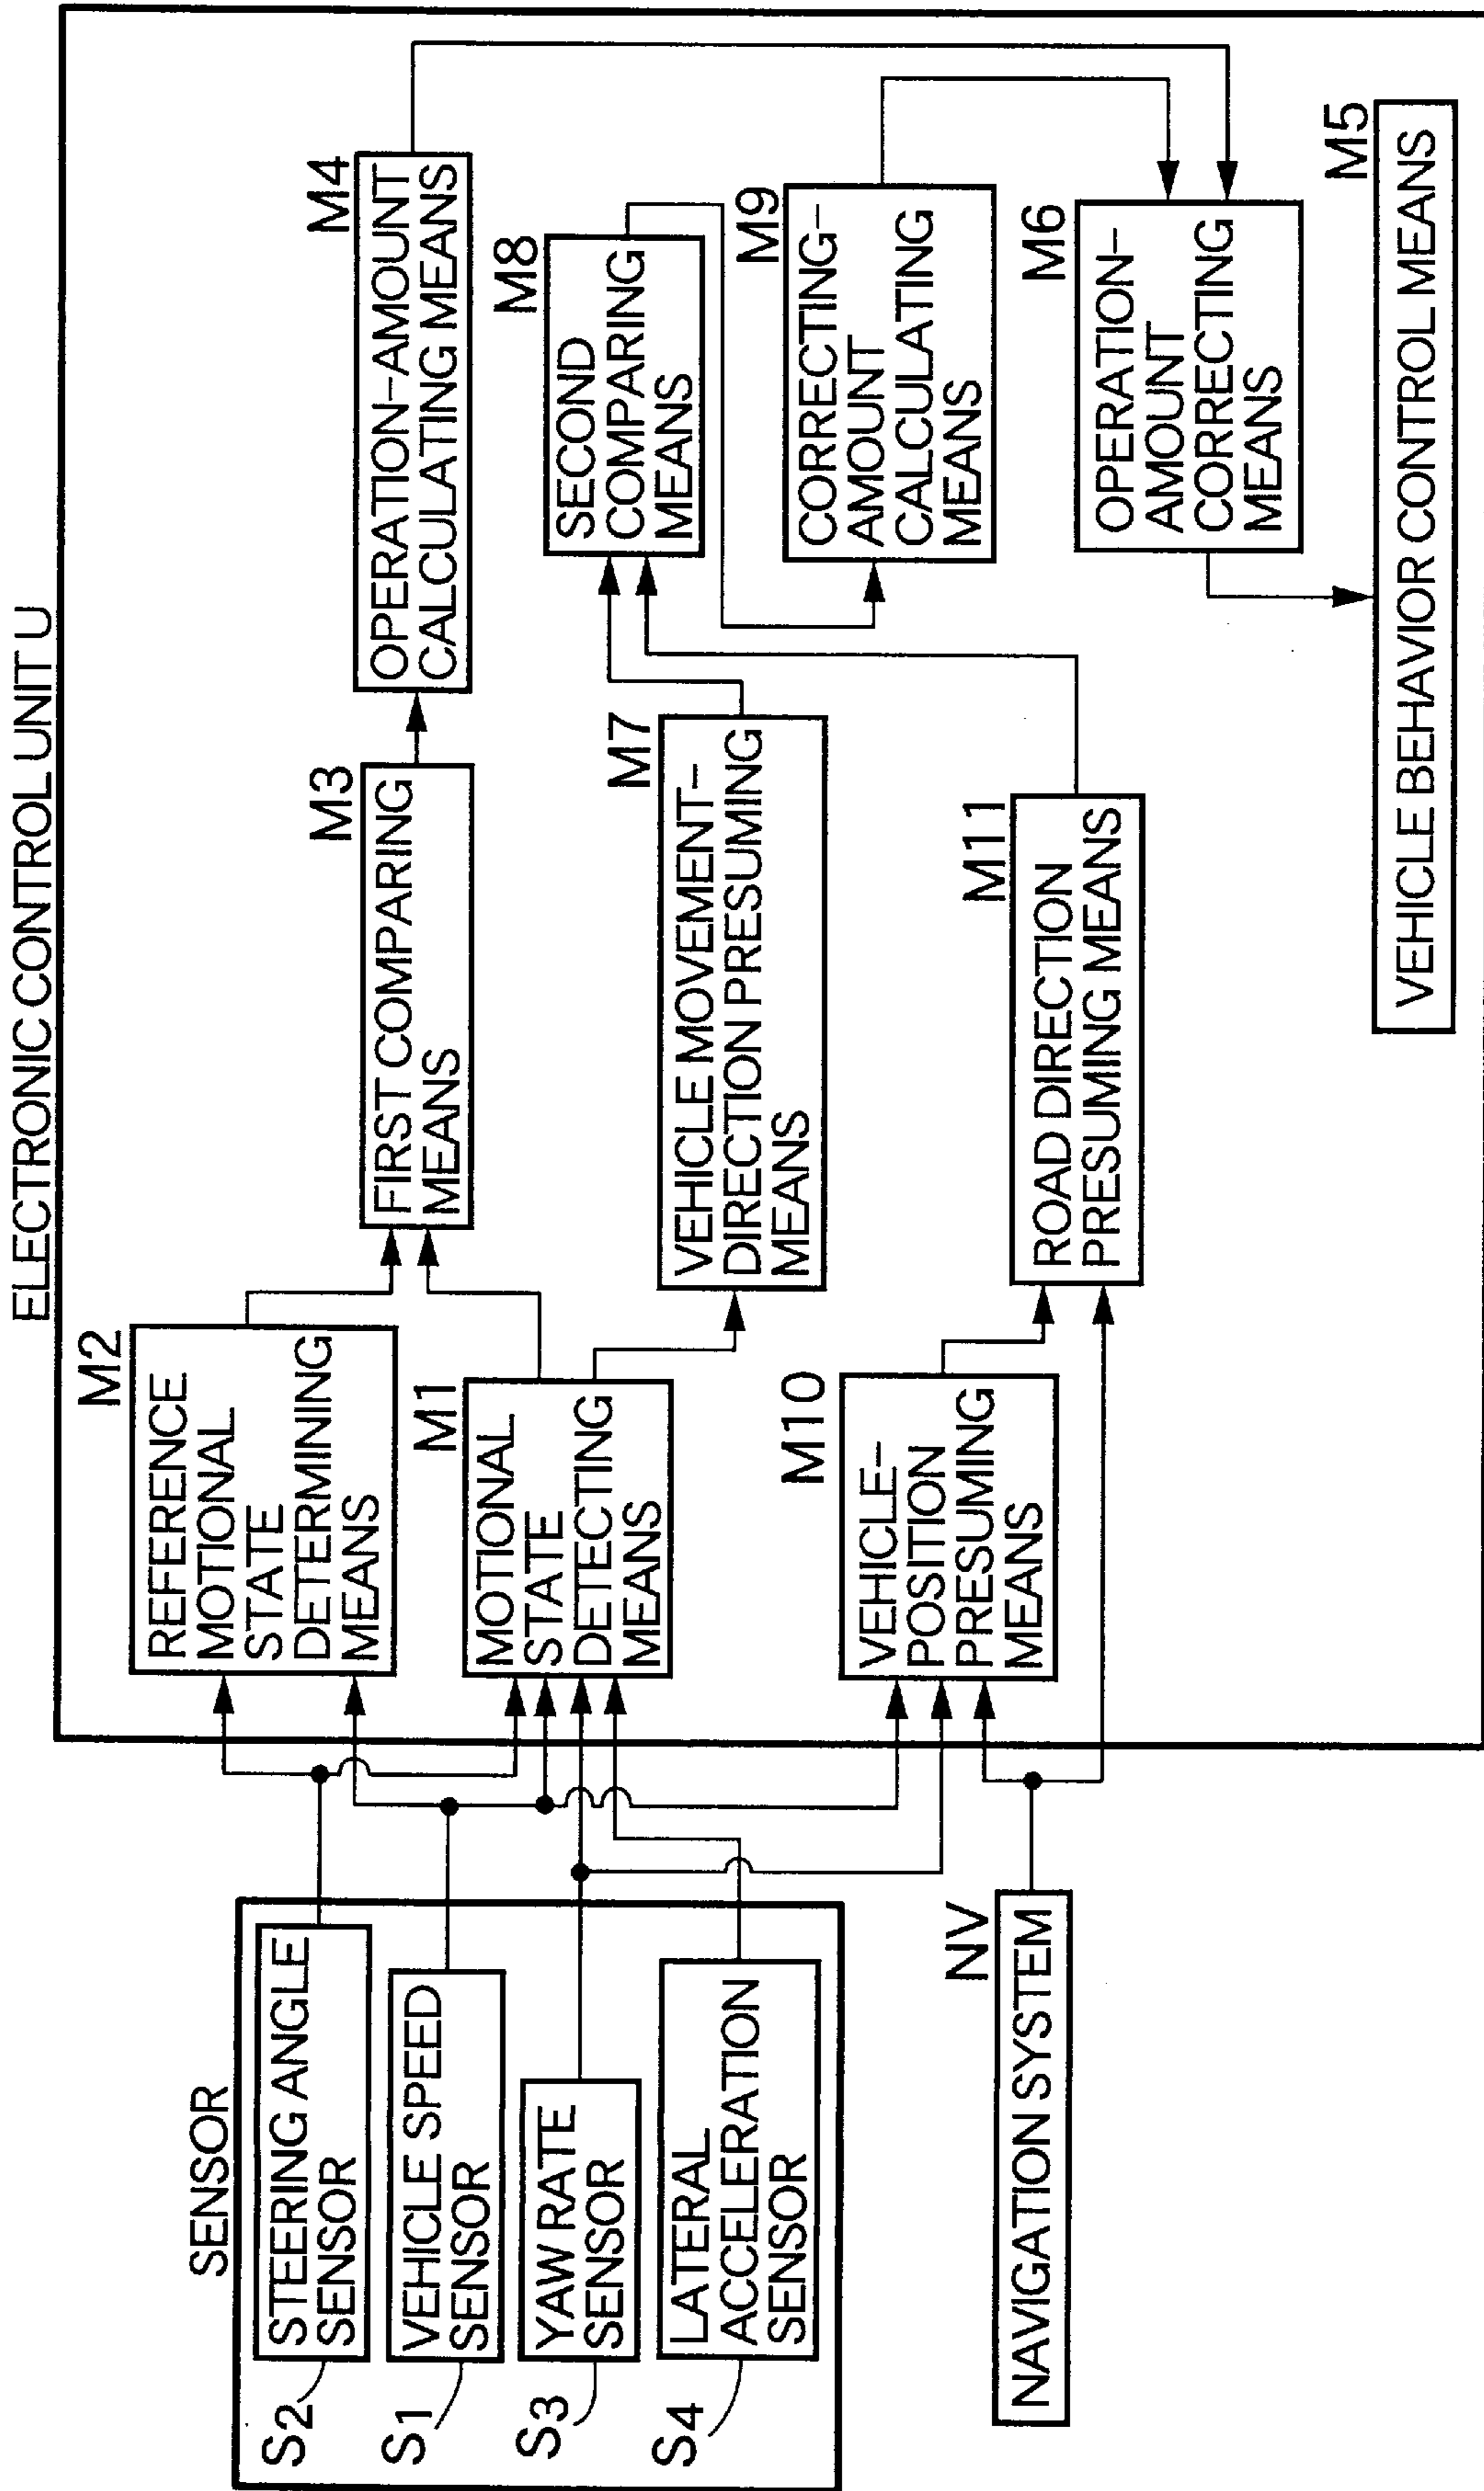 ELECTRONIC CONTROL UNIT U
SENSOR
S2
STEERING ANGLE
SENSOR
S1
VEHICLE SPEED
SENSOR
S3
YAW RATE
SENSOR
S4
LATERAL
ACCELERATION
SENSOR
NV
NAVIGATION SYSTEM
M2
REFERENCE
MOTIONAL
STATE
DETERMINING
MEANS
M1
MOTIONAL
STATE
DETECTING
MEANS
M10
VEHICLE-
POSITION
PRESUMING
MEANS
M3
FIRST COMPARING
MEANS
M7
VEHICLE MOVEMENT-
DIRECTION PRESUMING
MEANS
M11
ROAD DIRECTION
PRESUMING MEANS
M4
OPERATION-AMOUNT
CALCULATING MEANS
M8
SECOND
COMPARING
MEANS
M9
CORRECTING-
AMOUNT
CALCULATING
MEANS
M6
OPERATION-
AMOUNT
CORRECTING
MEANS
M5
VEHICLE BEHAVIOR CONTROL MEANS